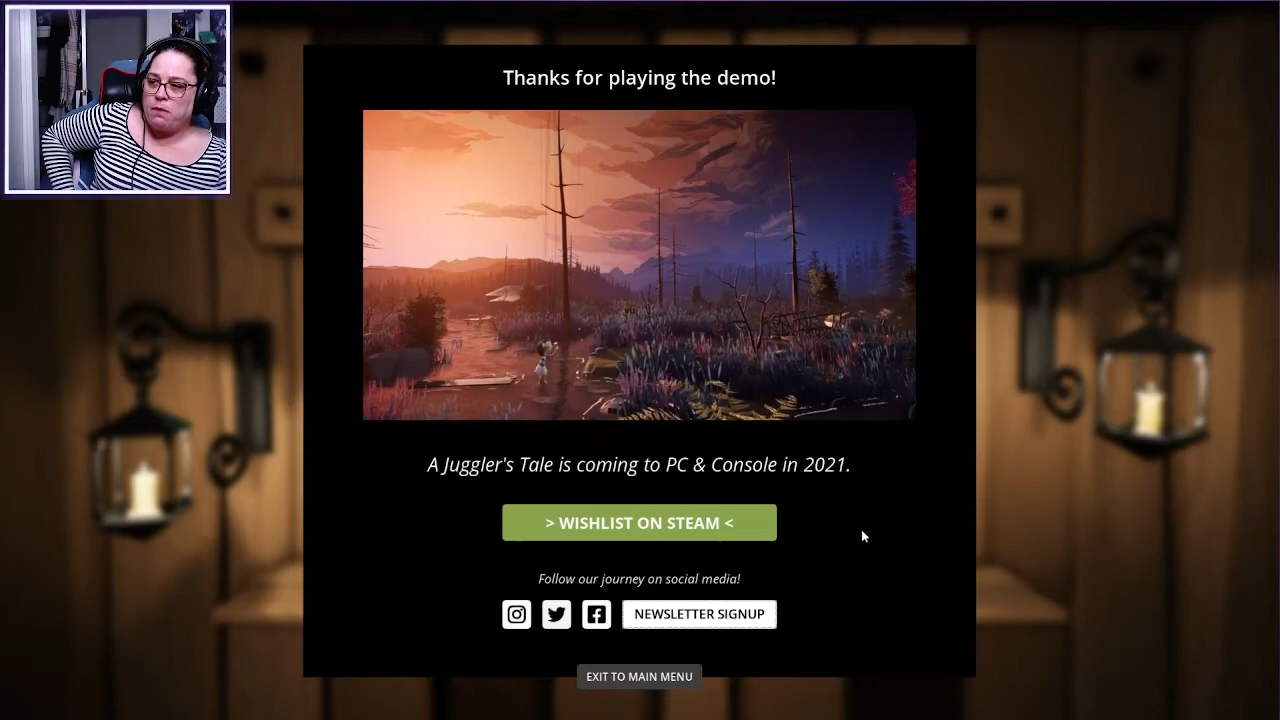 Thanks for playing the demo!
A Juggler's Tale is coming to PC & Console in 2021.
> WISHLIST ON STEAM <
Follow our journey on social media!
NEWSLETTER SIGNUP
EXIT TO MAIN MENU